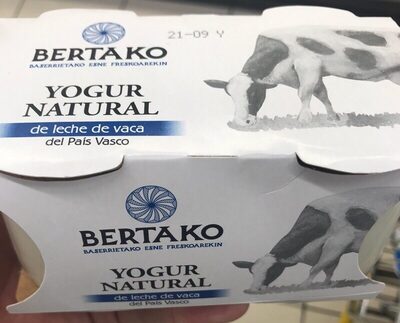 21-09 Y
BERTAKO
BASERRIETAKO ESNE FRESKOAREKIN
YOGUR
NATURAL
de leche de vaca
del País Vasco
BERTAKO
BASERRIETAKO ESNE FRESKOAREKIN
YOGUR
NATURAL
de leche de vaca
del País Vasco